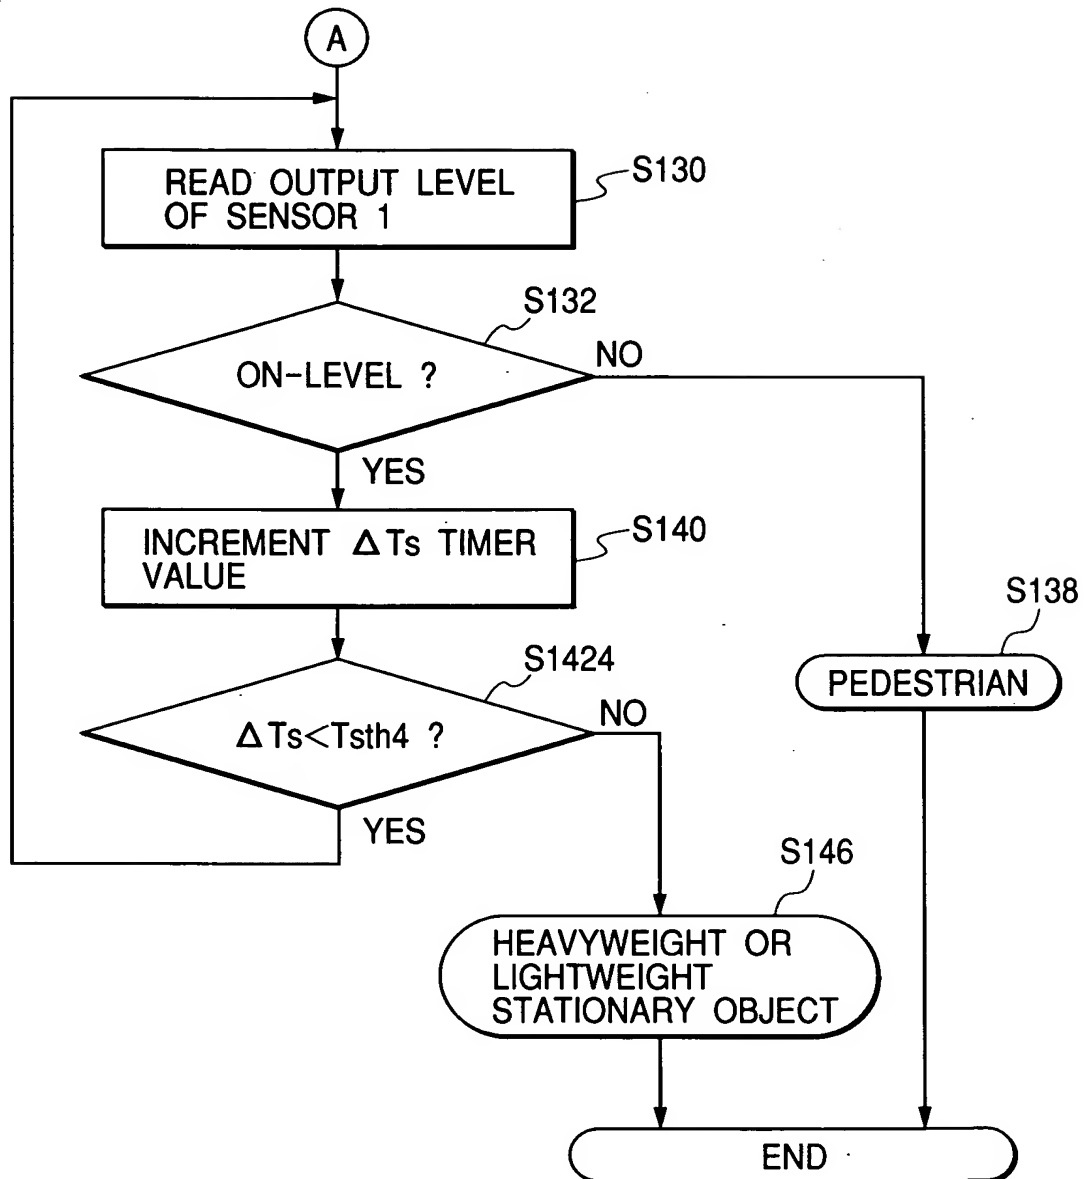 A
READ OUTPUT LEVEL
OF SENSOR 1
S130
S132
ON-LEVEL ?
NO
YES
INCREMENT ΔTs TIMER
VALUE
S140
S138
PEDESTRIAN
S1424
ΔTs<Tsth4 ?
NO
YES
S146
HEAVYWEIGHT OR
LIGHTWEIGHT
STATIONARY OBJECT
END